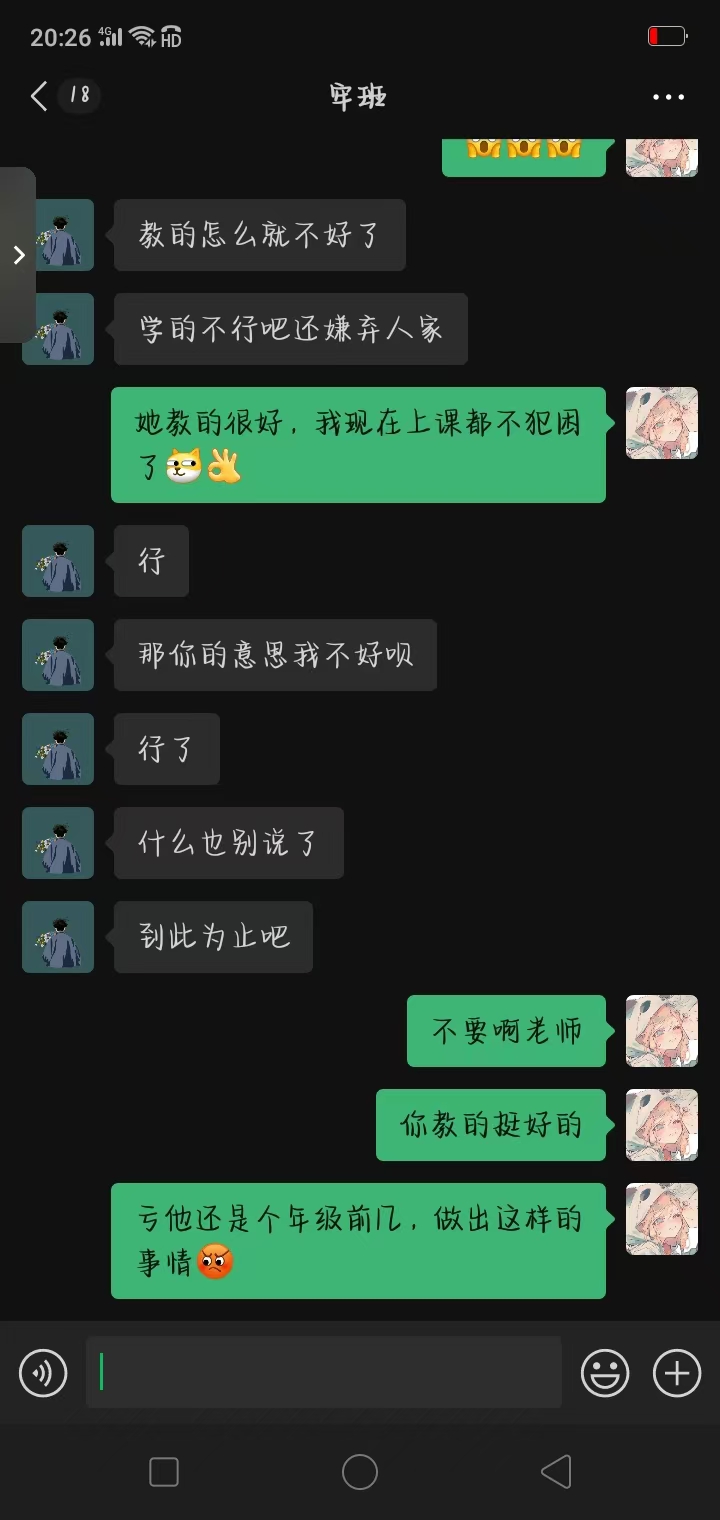 20:26 4G HD
18
牢班
教的怎么就不好了
学的不行吧还嫌弃人家
她教的很好，我现在上课都不犯困
了
行
那你的意思我不好呗
行了
什么也别说了
到此为止吧
不要啊老师
你教的挺好的
亏他还是个年级前几，做出这样的
事情